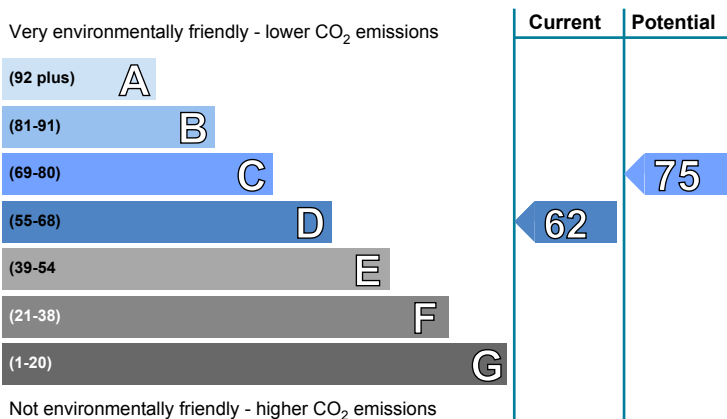 Very environmentally friendly - lower CO2 emissions
Current
Potential
(92 plus) A
(81-91) B
(69-80) C
75
(55-68) D
62
(39-54 E
(21-38) F
(1-20) G
Not environmentally friendly - higher CO2 emissions